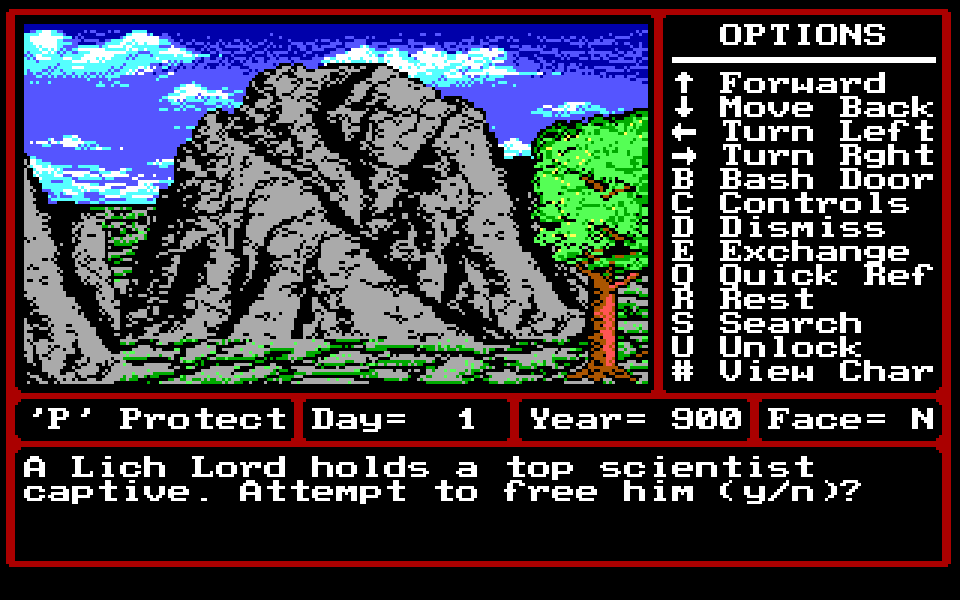 OPTIONS
↑ Forward
↓ Move Back
← Turn Left
→ Turn Rght
B Bash Door
C Controls
D Dismiss
E Exchange
Q Quick Ref
R Rest
S Search
U Unlock
# View Char
'P' Protect Day= 1 Year= 900 Face= N
A Lich Lord holds a top scientist
captive. Attempt to free him (y/n)?